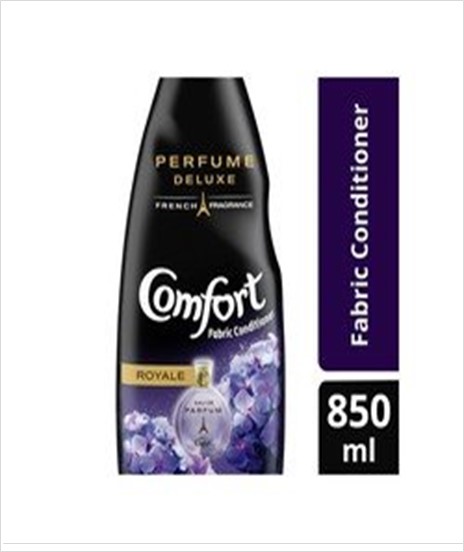 PERFUME
DELUXE
FRENCH FRAGRANCE
Comfort
Fabric Conditioner
ROYALE
EAU DE
PARFUM
Fabric Conditioner
850
ml